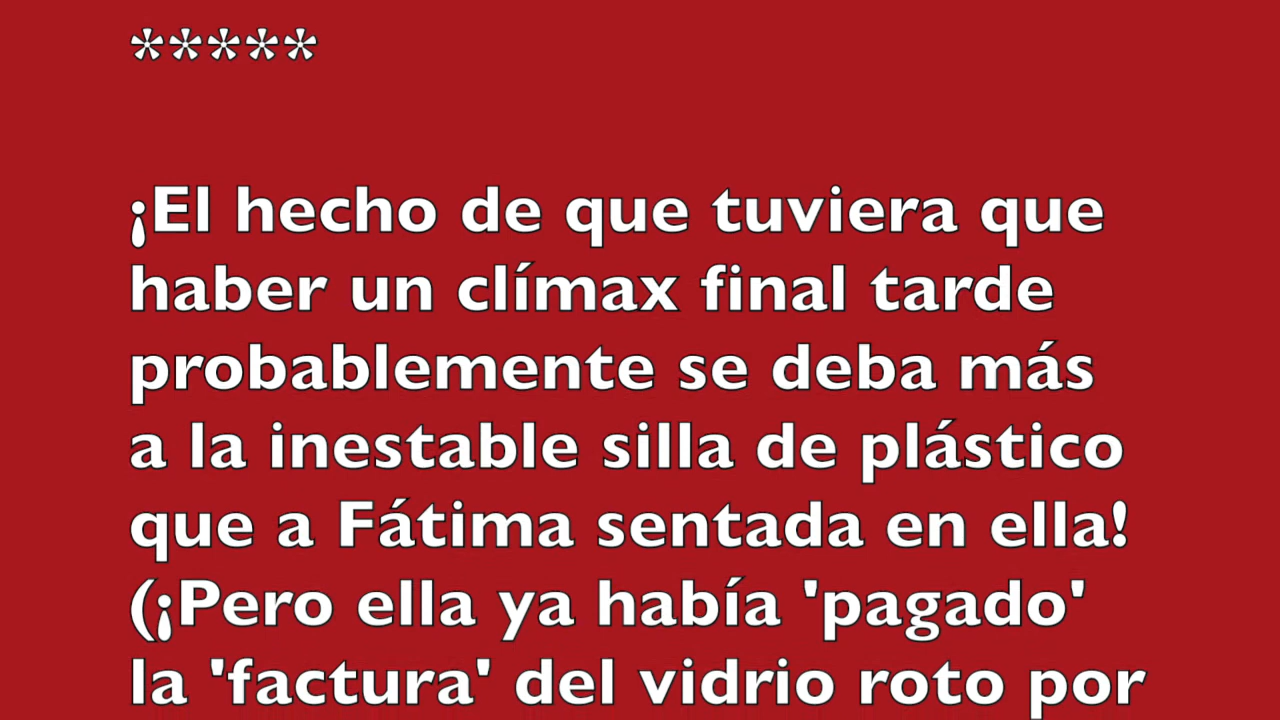 *****
¡El hecho de que tuviera que
haber un clímax final tarde
probablemente se deba más
a la inestable silla de plástico
que a Fátima sentada en ella!
(¡Pero ella ya había 'pagado'
la 'factura' del vidrio roto por